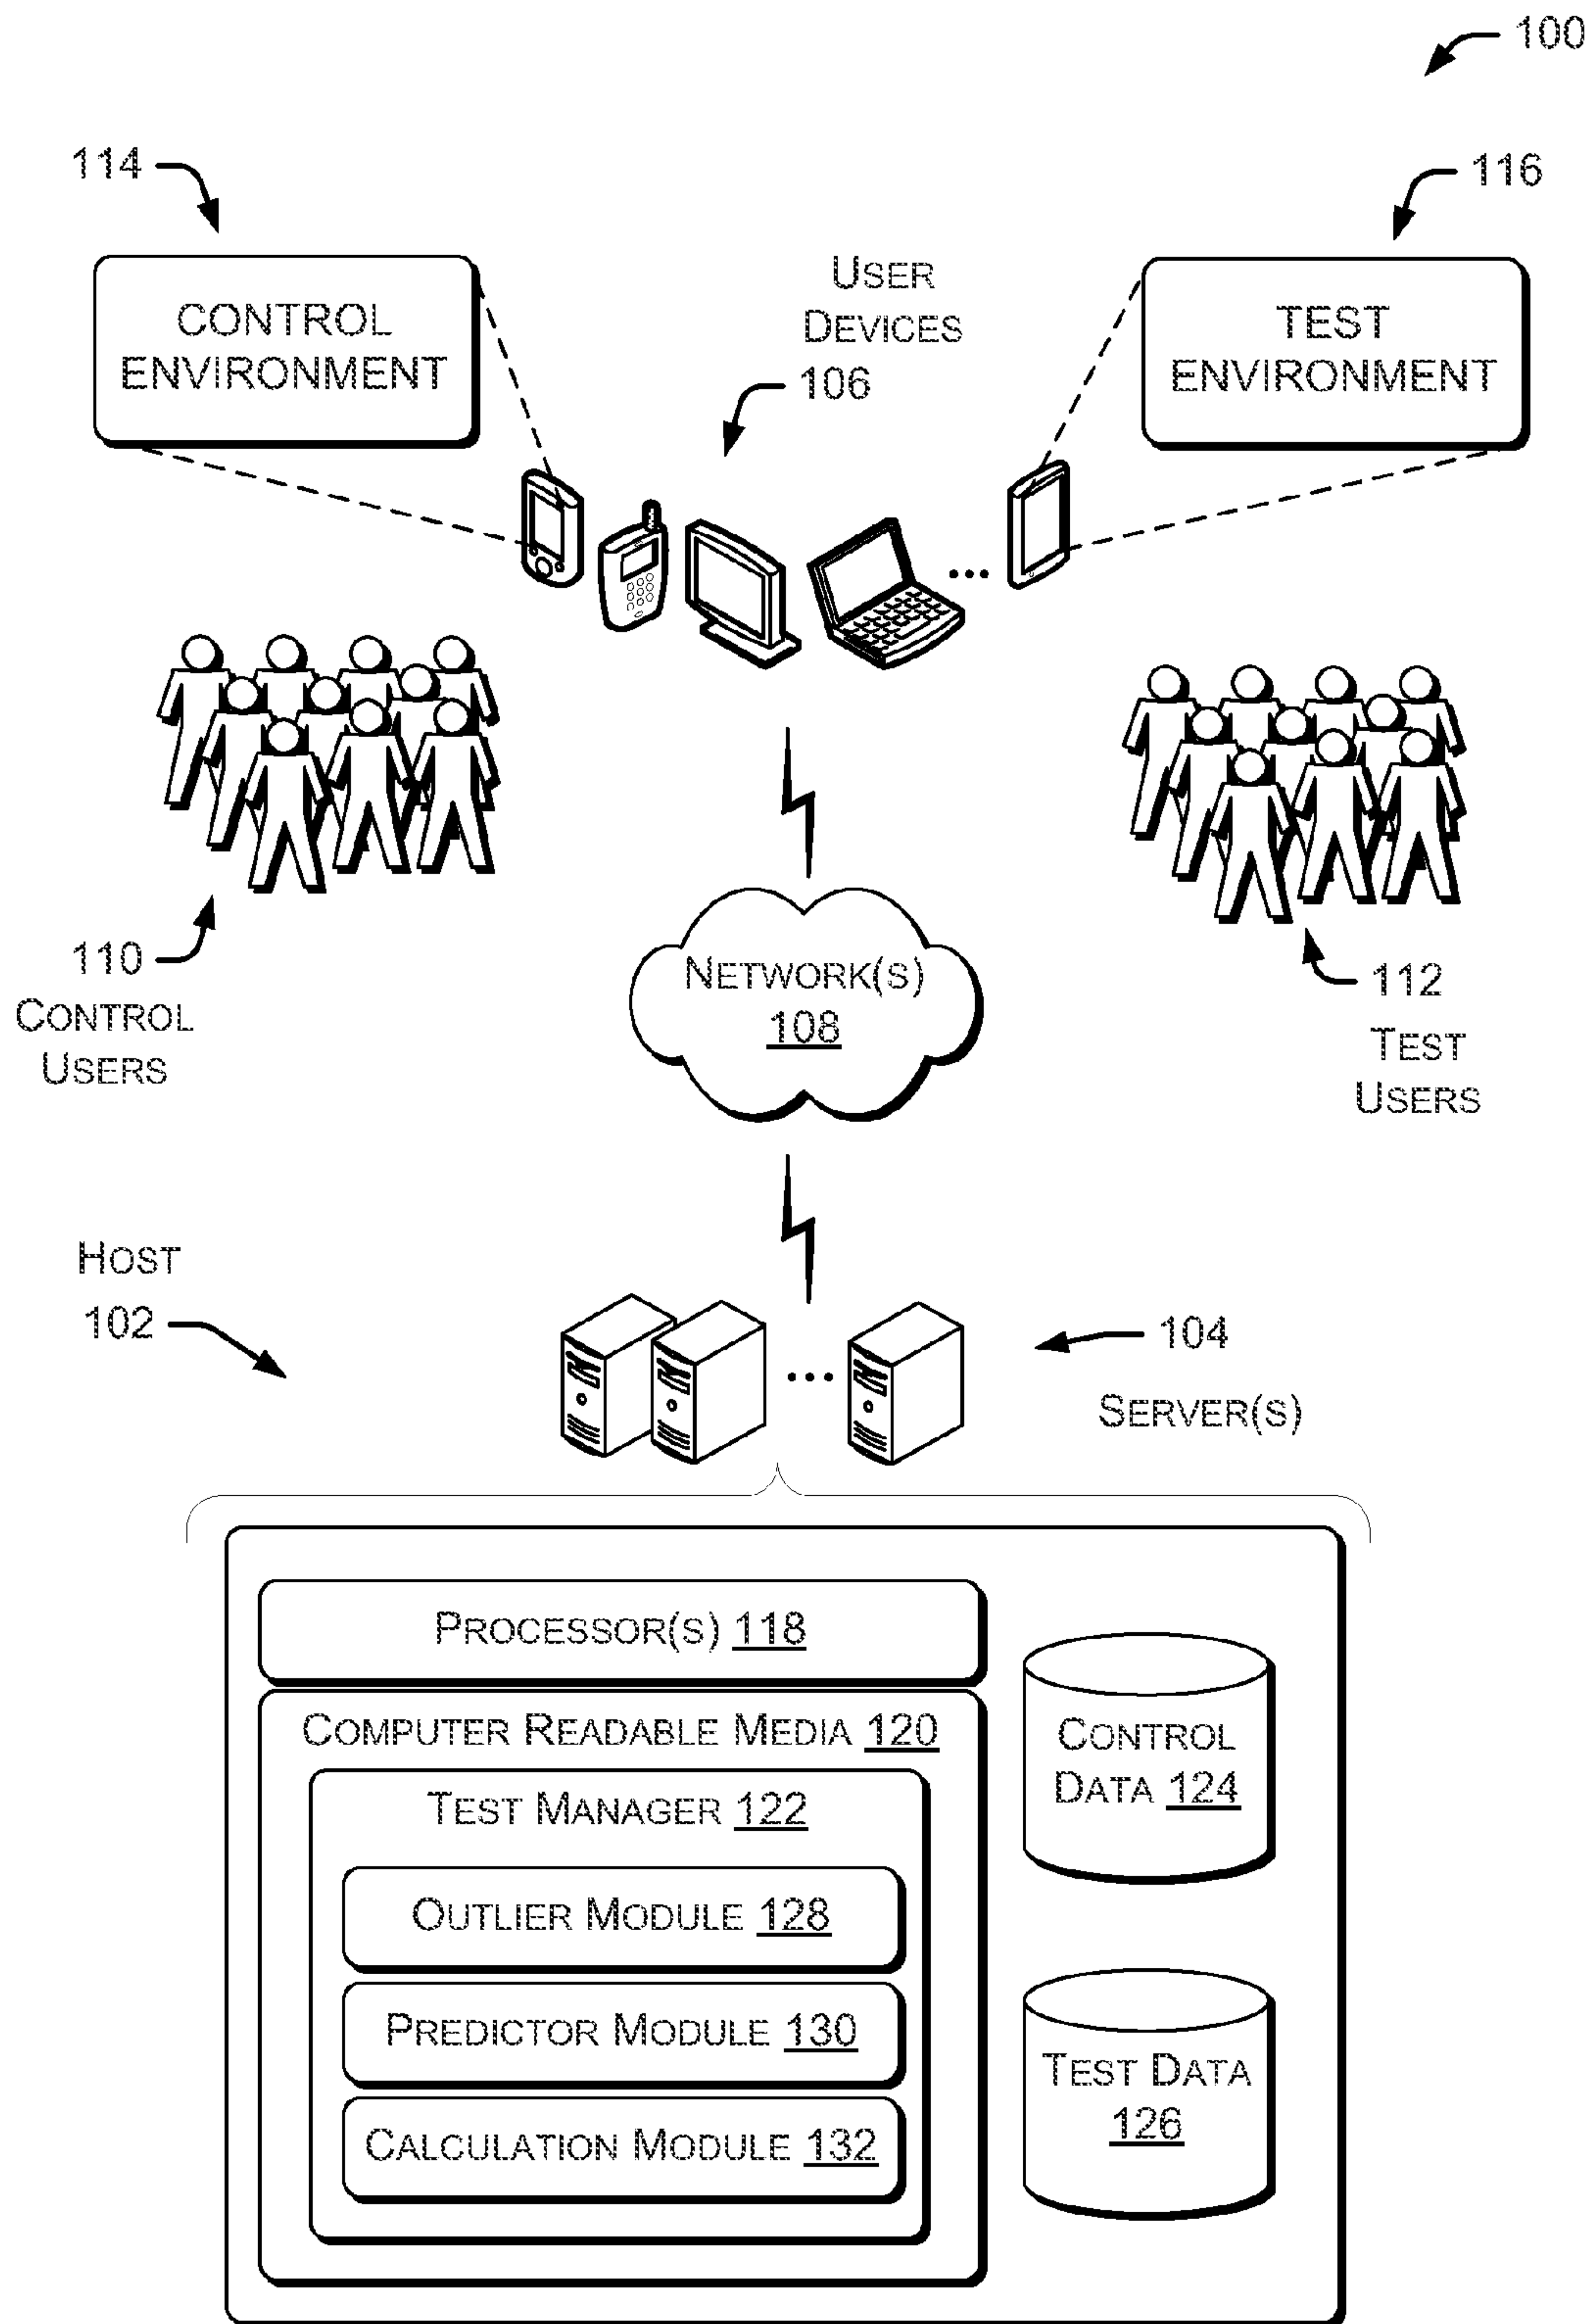 100
114
116
CONTROL
ENVIRONMENT
USER
DEVICES
106
TEST
ENVIRONMENT
110
CONTROL
USERS
NETWORK(S)
108
112
TEST
USERS
HOST
102
104
SERVER(S)
PROCESSOR(S) 118
COMPUTER READABLE MEDIA 120
TEST MANAGER 122
OUTLIER MODULE 128
PREDICTOR MODULE 130
CALCULATION MODULE 132
CONTROL
DATA 124
TEST DATA
126